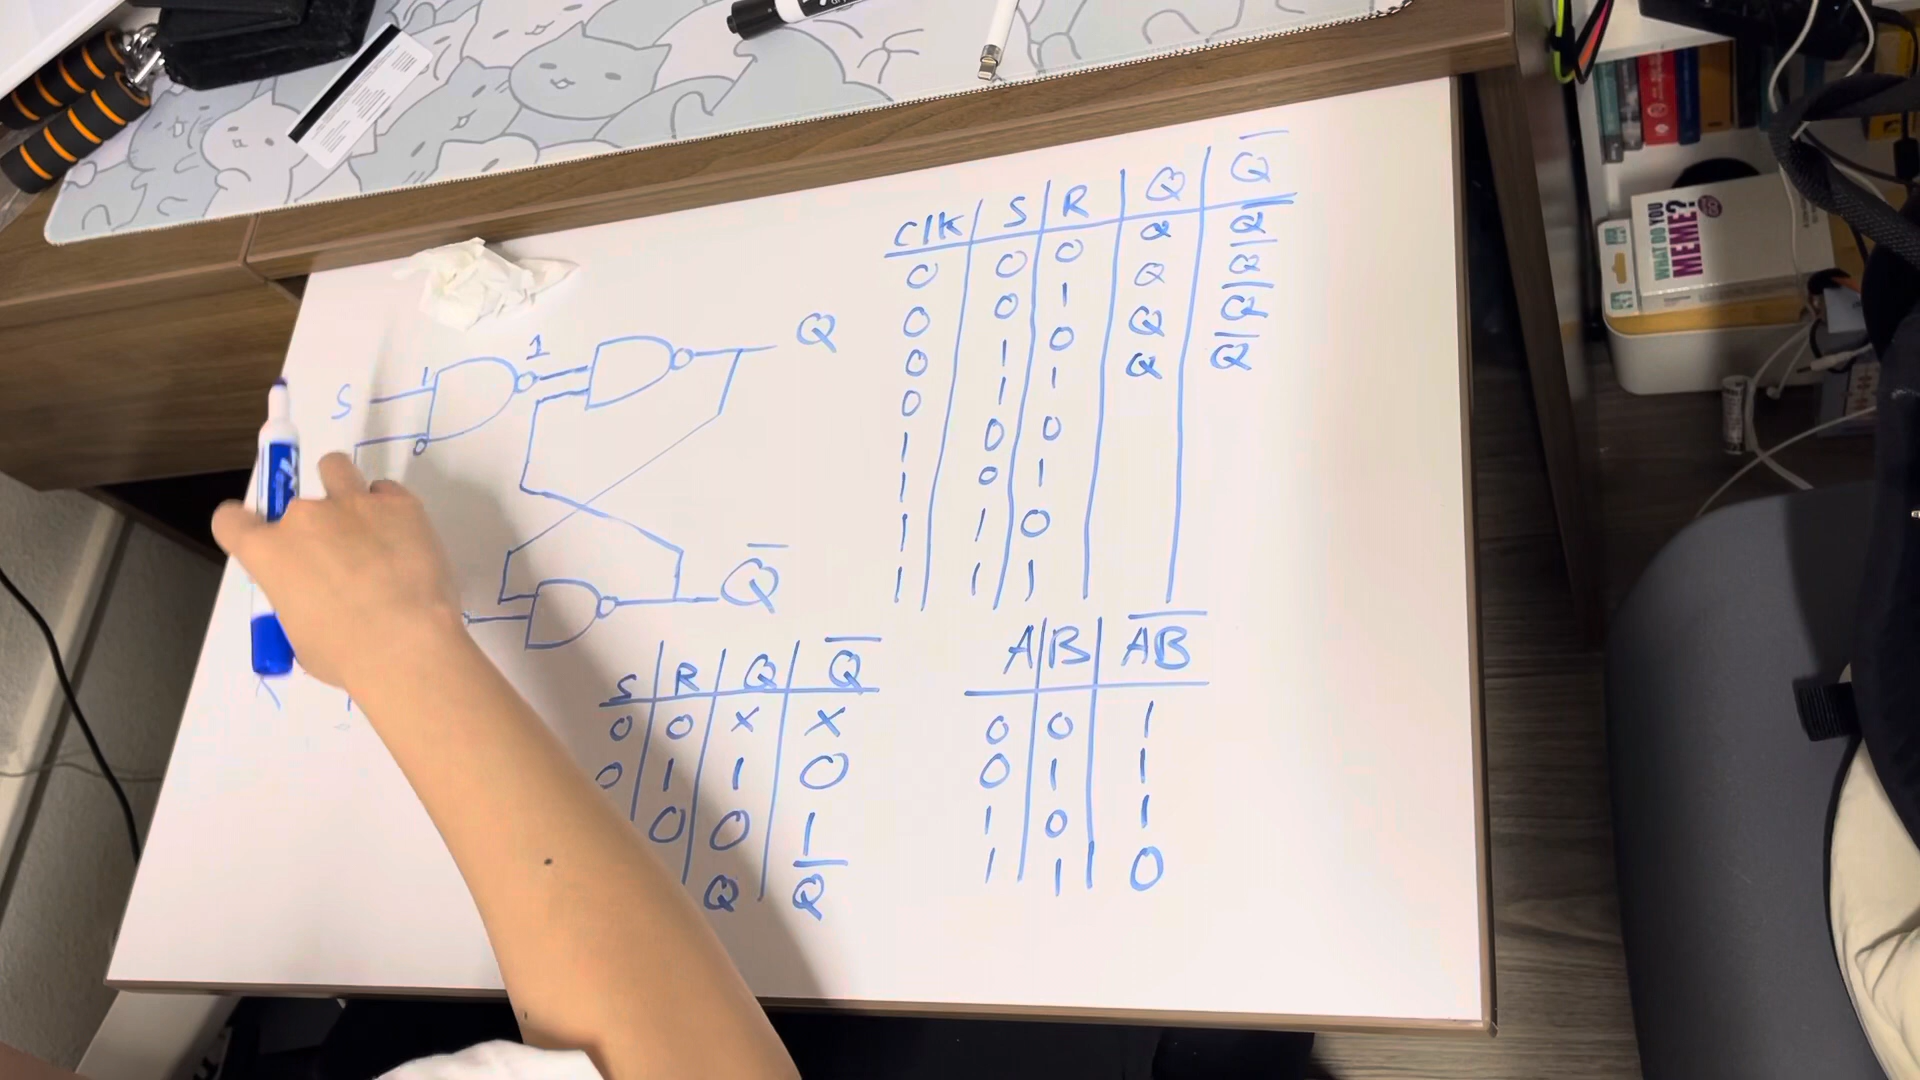 Clk S R Q Q̅
0 0 0 Q Q̅
0 0 1 Q Q̅
0 1 0 Q Q̅
0 1 1 Q Q̅
1 0 0
1 0 1
1 1 0
1 1 1
S 1 1 Q
0
Q̅
S R Q Q̅
0 0 X X
0 1 1 0
0 0 1
Q Q̅
A B A̅B̅
0 0 1
0 1 1
1 0 1
1 1 0
WHAT DO YOU
MEME?